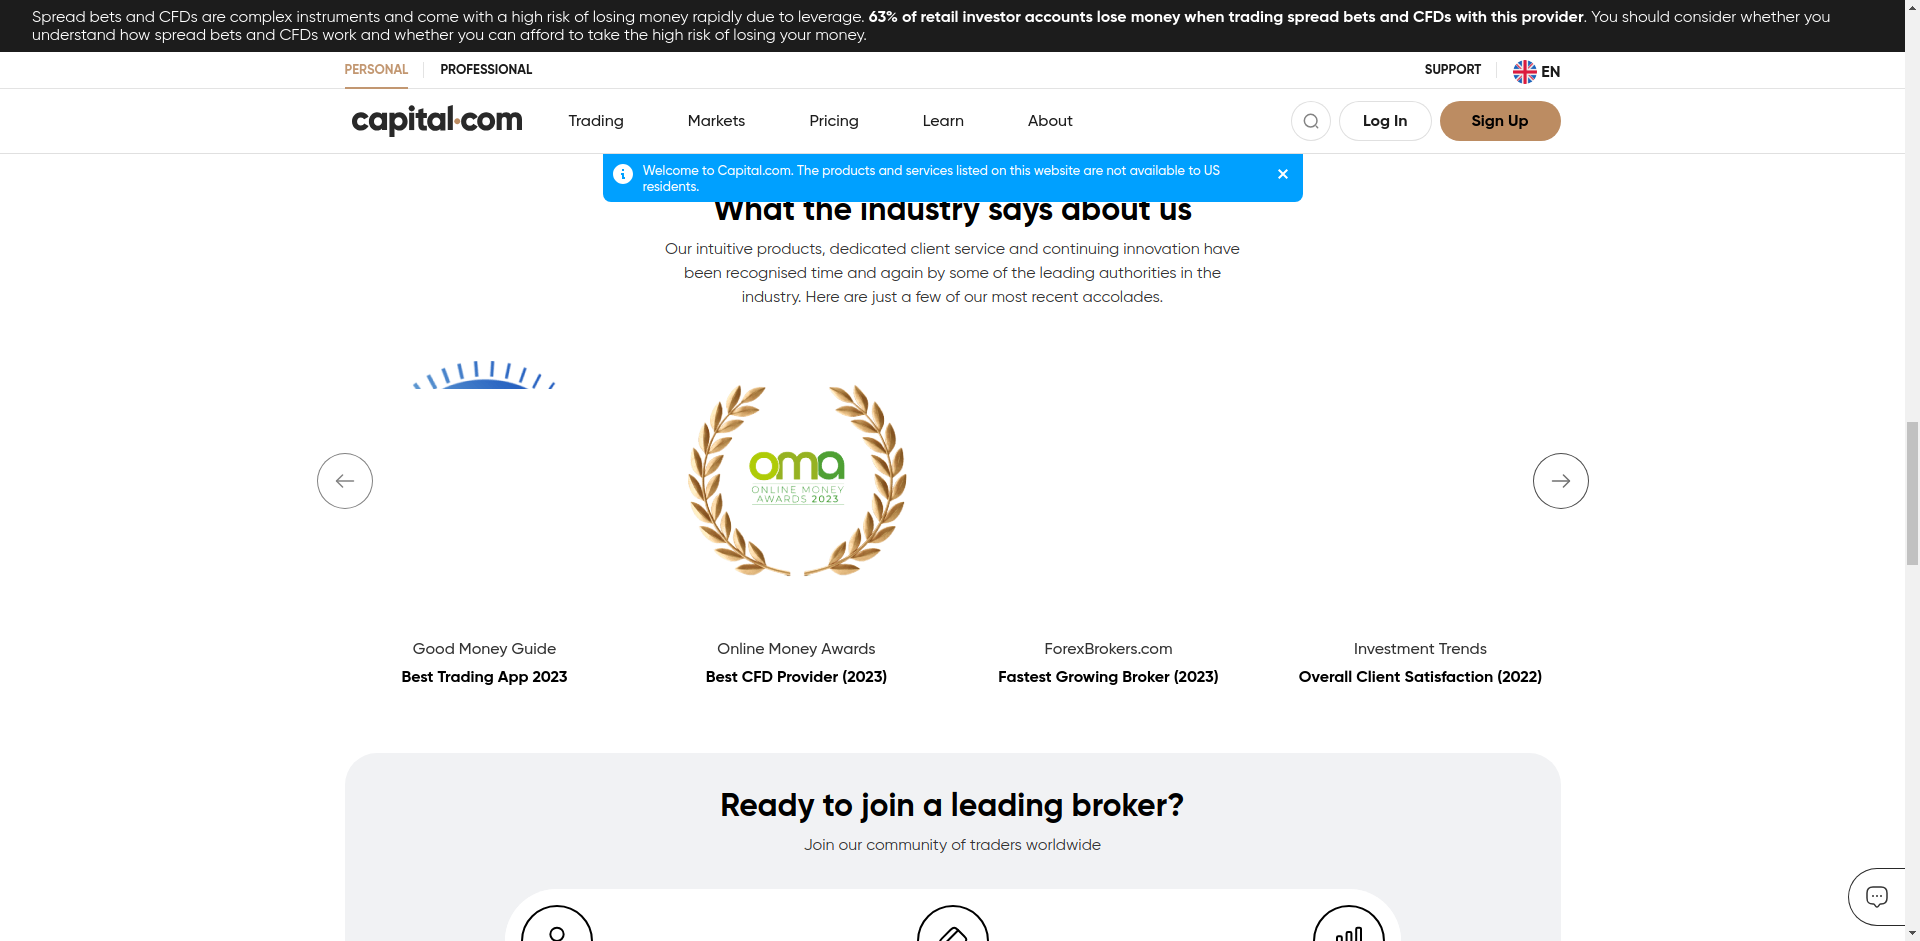 Spread bets and CFDs are complex instruments and come with a high risk of losing money rapidly due to leverage. 63% of retail investor accounts lose money when trading spread bets and CFDs with this provider. You should consider whether you
understand how spread bets and CFDs work and whether you can afford to take the high risk of losing your money.
PERSONAL
PROFESSIONAL
SUPPORT
EN
capital.com
Trading
Markets
Pricing
Learn
About
Log In
Sign Up
Welcome to Capital.com. The products and services listed on this website are not available to US
residents.
What the industry says about us
Our intuitive products, dedicated client service and continuing innovation have
been recognised time and again by some of the leading authorities in the
industry. Here are just a few of our most recent accolades.
oma
ONLINE MONEY
AWARDS 2023
Good Money Guide
Best Trading App 2023
Online Money Awards
Best CFD Provider (2023)
ForexBrokers.com
Fastest Growing Broker (2023)
Investment Trends
Overall Client Satisfaction (2022)
Ready to join a leading broker?
Join our community of traders worldwide